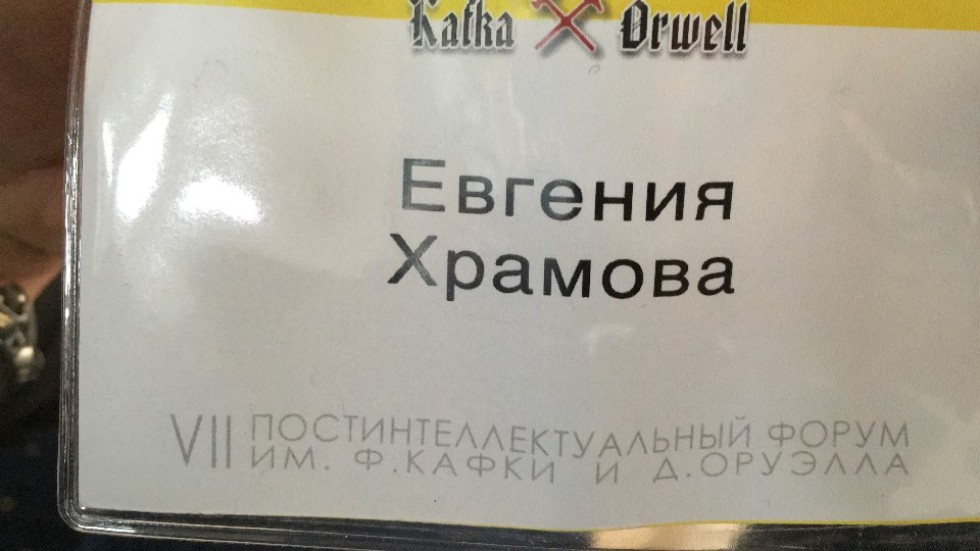 Kafka Orwell
Евгения
Храмова
VII ПОСТИНТЕЛЛЕКТУАЛЬНЫЙ ФОРУМ
ИМ. Ф.КАФКИ И Д.ОРУЭЛЛА